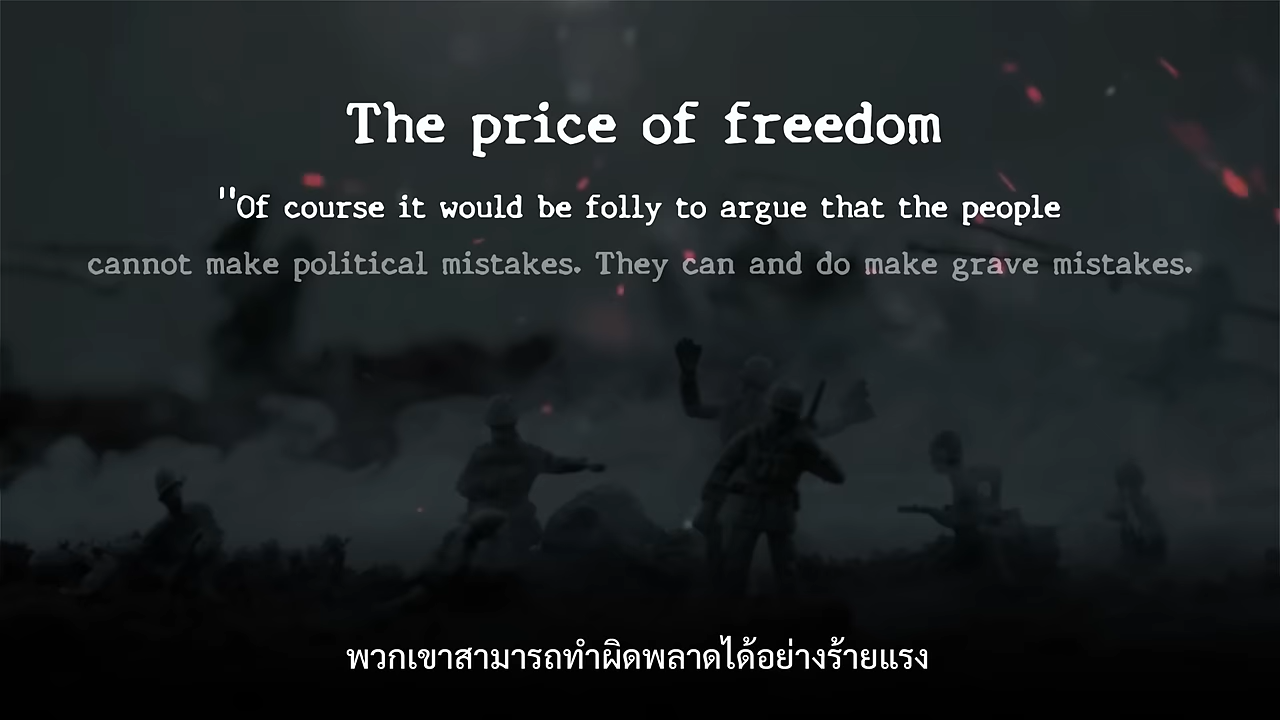 The price of freedom
"Of course it would be folly to argue that the people
cannot make political mistakes. They can and do make grave mistakes.
พวกเขาสามารถทำผิดพลาดได้อย่างร้ายแรง